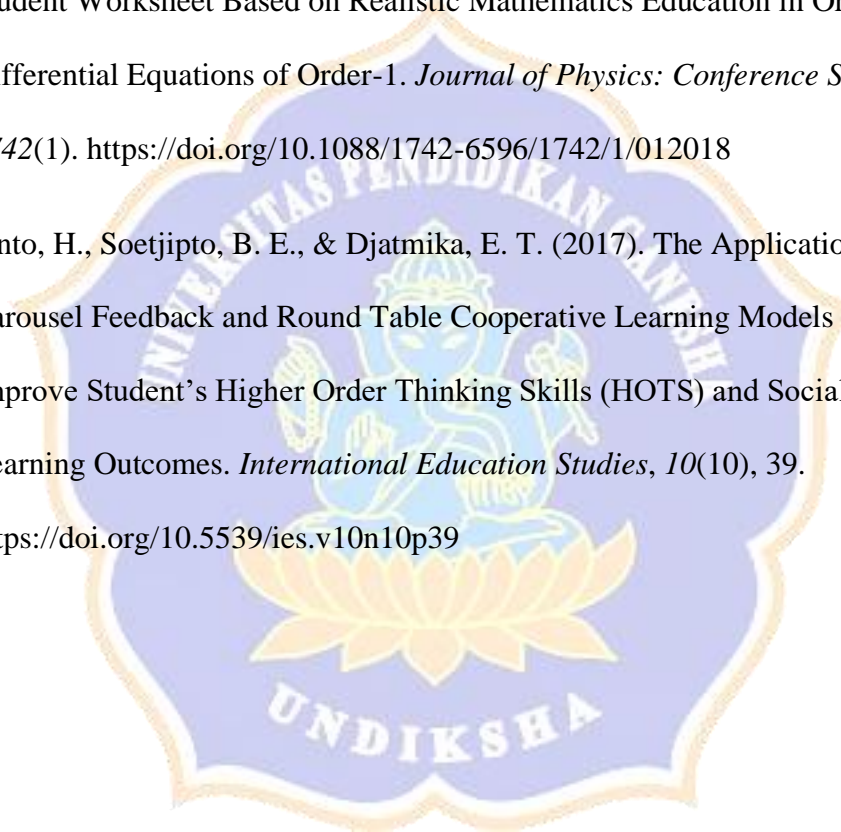 udent Worksheet Based on Realistic Mathematics Education in Or
ifferential Equations of Order-1. Journal of Physics: Conference S
742(1). https://doi.org/10.1088/1742-6596/1742/1/012018
UNIVERSITAS PENDIDIKAN GANESH
nto, H., Soetjipto, B. E., & Djatmika, E. T. (2017). The Applicatio
arousel Feedback and Round Table Cooperative Learning Models
mprove Student’s Higher Order Thinking Skills (HOTS) and Social
earning Outcomes. International Education Studies, 10(10), 39.
tps://doi.org/10.5539/ies.v10n10p39
UNDIKSHA